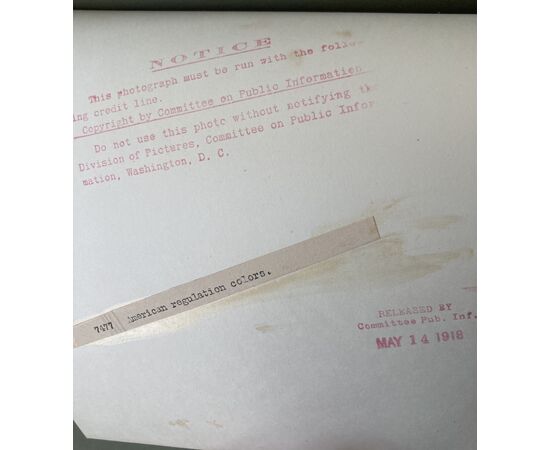 NOTICE
This photograph must be run with the follow-
ing credit line.
Copyright by Committee on Public Information
Do not use this photo without notifying the
Division of Pictures, Committee on Public Infor-
mation, Washington, D. C.
7477 American regulation colors.
RELEASED BY
Committee Pub. Inf.
MAY 14 1918